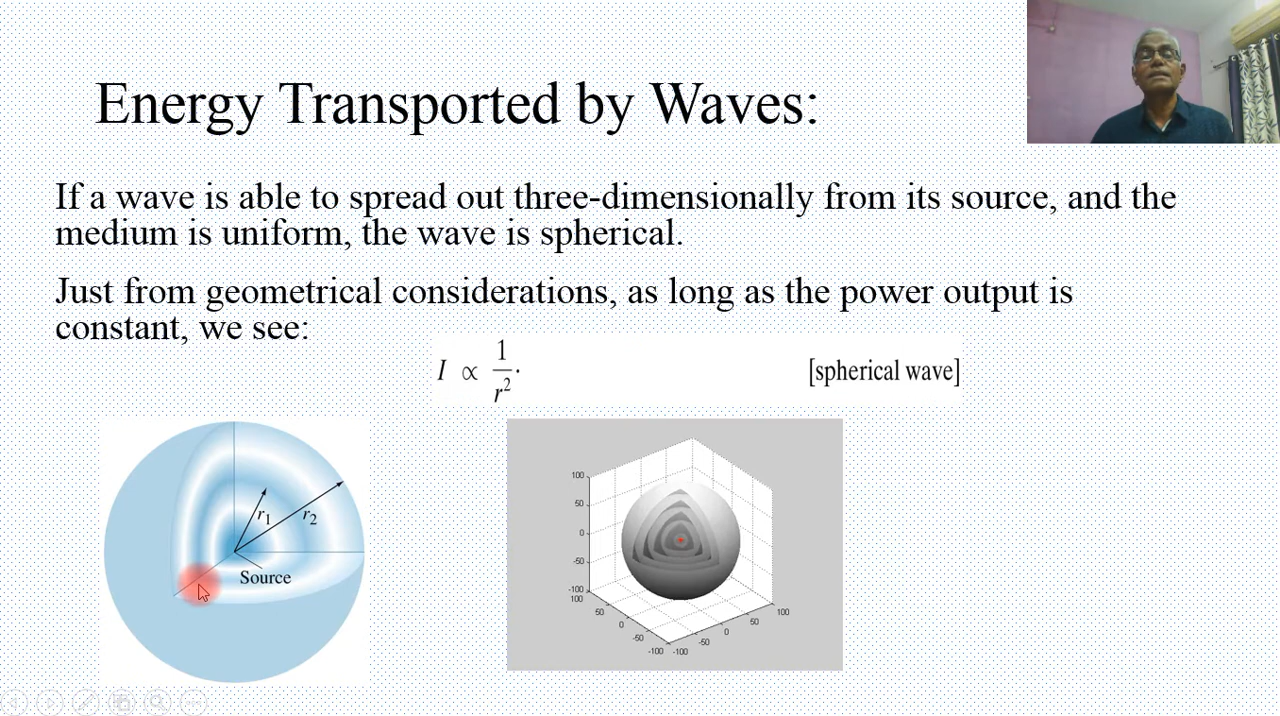 Energy Transported by Waves:
If a wave is able to spread out three-dimensionally from its source, and the
medium is uniform, the wave is spherical.
Just from geometrical considerations, as long as the power output is
constant, we see:
I ∝ 1/r². [spherical wave]
r₁ r₂
Source
100
50
0
-50
-100
100
50
0
-50
-100
-100
-50
0
50
100